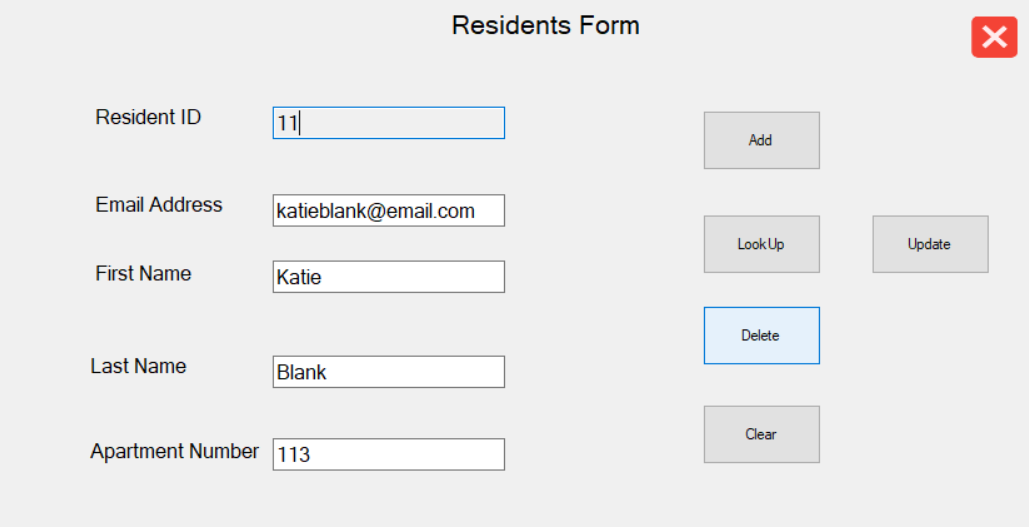 Residents Form
Resident ID 11
Add
Email Address katieblank@email.com
LookUp Update
First Name Katie
Delete
Last Name Blank
Clear
Apartment Number 113